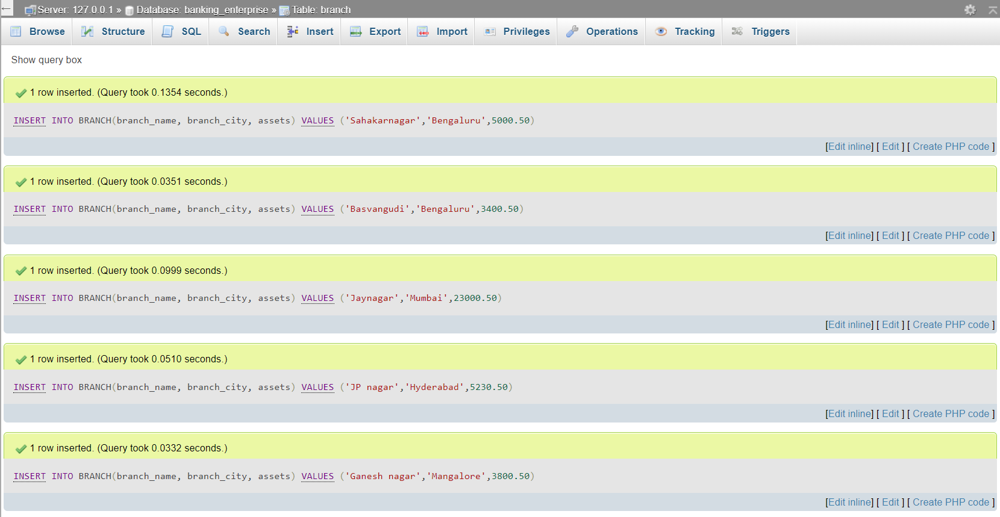 Server: 127.0.0.1 » Database: banking_enterprise » Table: branch
Browse Structure SQL Search Insert Export Import Privileges Operations Tracking Triggers
Show query box
1 row inserted. (Query took 0.1354 seconds.)
INSERT INTO BRANCH(branch_name, branch_city, assets) VALUES ('Sahakarnagar','Bengaluru',5000.50)
[Edit inline] [ Edit ] [ Create PHP code ]
1 row inserted. (Query took 0.0351 seconds.)
INSERT INTO BRANCH(branch_name, branch_city, assets) VALUES ('Basvangudi','Bengaluru',3400.50)
[Edit inline] [ Edit ] [ Create PHP code ]
1 row inserted. (Query took 0.0999 seconds.)
INSERT INTO BRANCH(branch_name, branch_city, assets) VALUES ('Jaynagar','Mumbai',23000.50)
[Edit inline] [ Edit ] [ Create PHP code ]
1 row inserted. (Query took 0.0510 seconds.)
INSERT INTO BRANCH(branch_name, branch_city, assets) VALUES ('JP nagar','Hyderabad',5230.50)
[Edit inline] [ Edit ] [ Create PHP code ]
1 row inserted. (Query took 0.0332 seconds.)
INSERT INTO BRANCH(branch_name, branch_city, assets) VALUES ('Ganesh nagar','Mangalore',3800.50)
[Edit inline] [ Edit ] [ Create PHP code ]